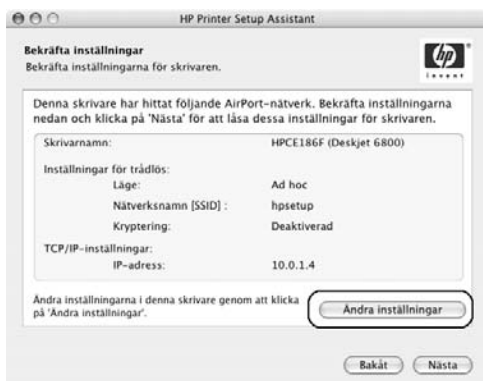 HP Printer Setup Assistant
Bekräfta inställningar
Bekräfta inställningarna för skrivaren.
hp
invent
Denna skrivare har hittat följande AirPort-nätverk. Bekräfta inställningarna
nedan och klicka på 'Nästa' för att låsa dessa inställningar för skrivaren.
Skrivarnamn: HPCE186F (Deskjet 6800)
Inställningar för trådlös:
Läge: Ad hoc
Nätverksnamn [SSID] : hpsetup
Kryptering: Deaktiverad
TCP/IP-inställningar:
IP-adress: 10.0.1.4
Ändra inställningarna i denna skrivare genom att klicka
på 'Ändra inställningar'.
Ändra inställningar
Bakåt Nästa